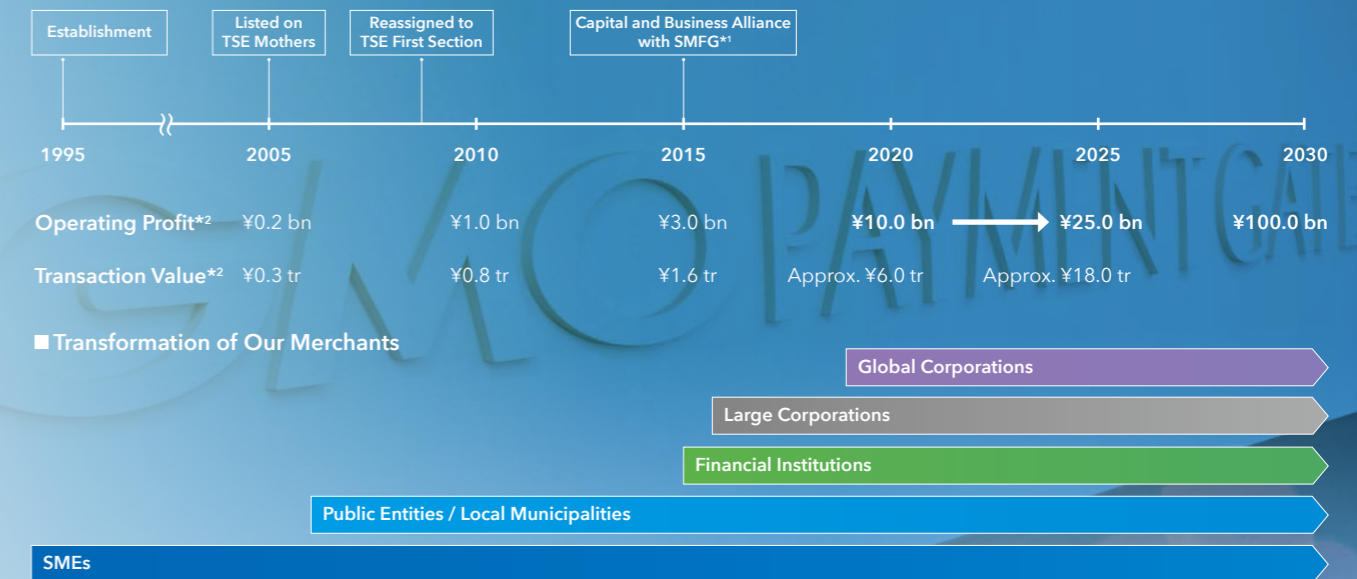 Establishment
Listed on
TSE Mothers
Reassigned to
TSE First Section
Capital and Business Alliance
with SMFG*1
1995 2005 2010 2015 2020 2025 2030
Operating Profit*2 ¥0.2 bn ¥1.0 bn ¥3.0 bn ¥10.0 bn ¥25.0 bn ¥100.0 bn
Transaction Value*2 ¥0.3 tr ¥0.8 tr ¥1.6 tr Approx. ¥6.0 tr Approx. ¥18.0 tr
■ Transformation of Our Merchants
Global Corporations
Large Corporations
Financial Institutions
Public Entities / Local Municipalities
SMEs
GMO PAYMENT GATE